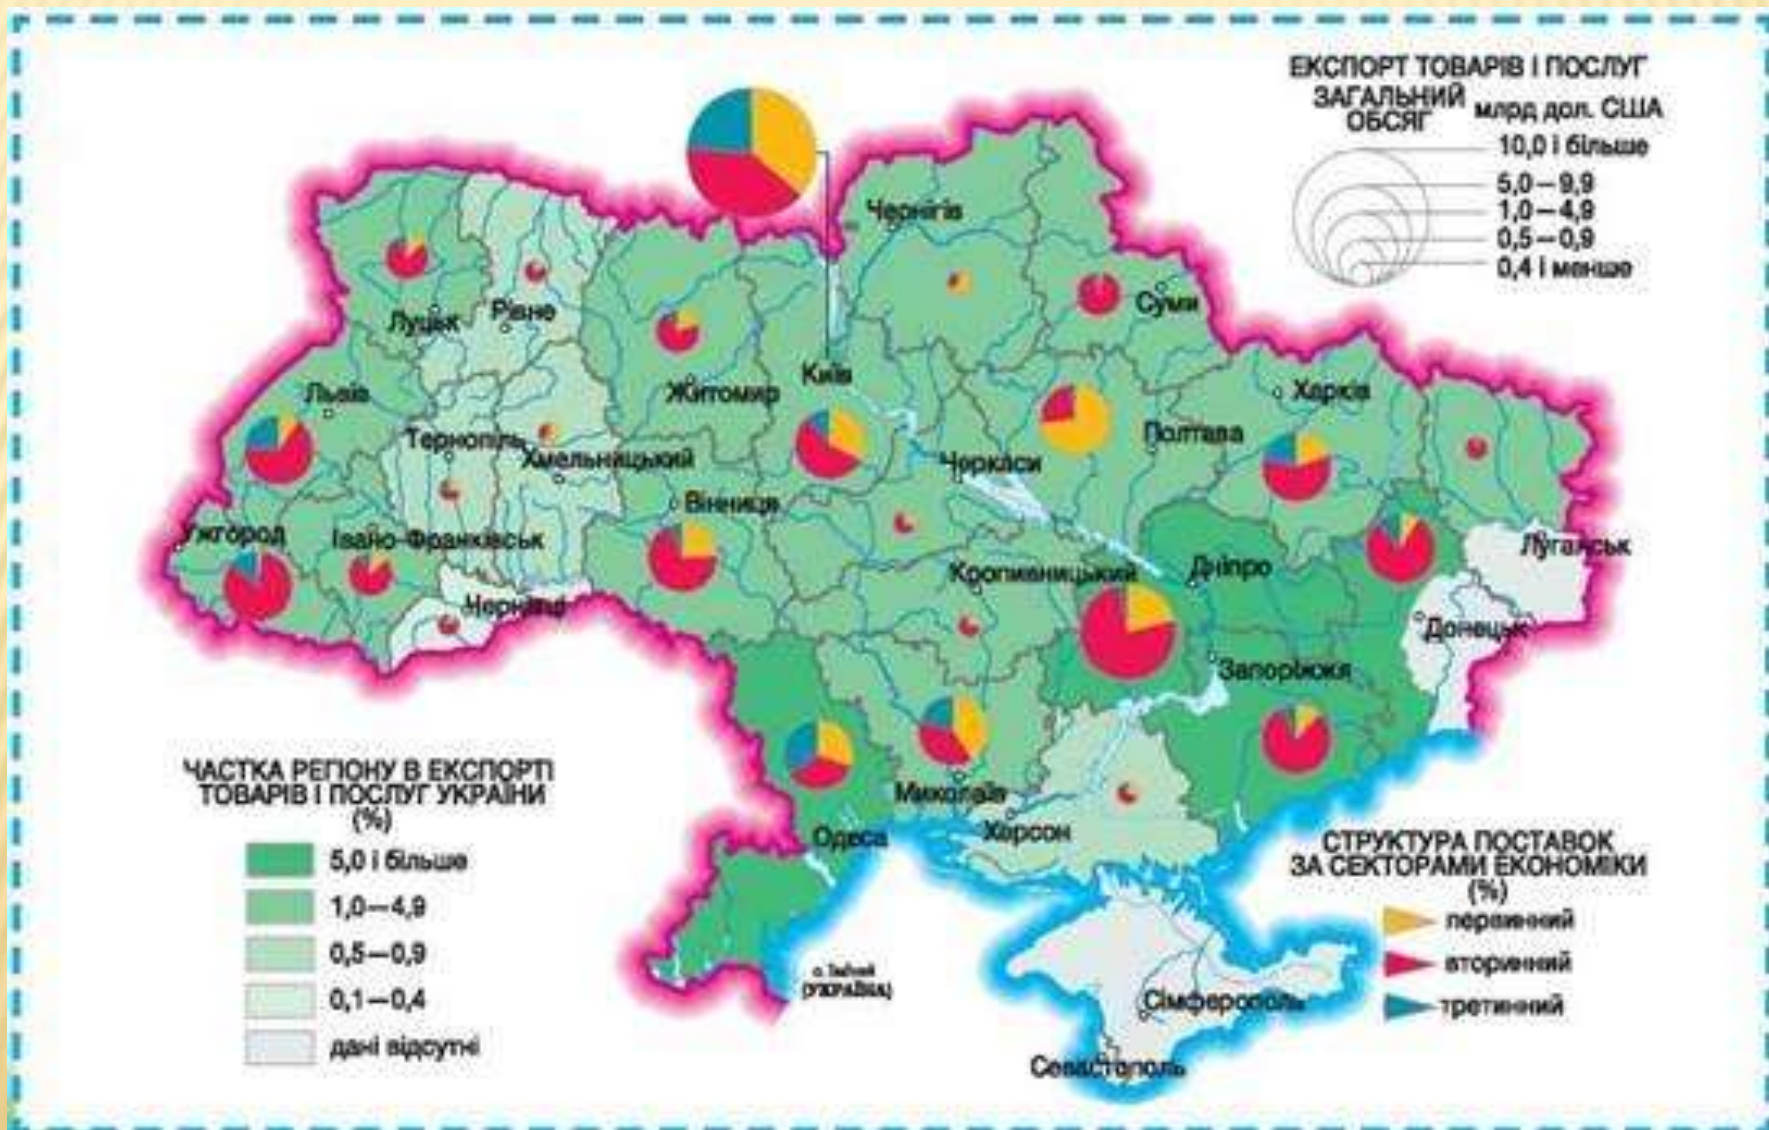 ЕКСПОРТ ТОВАРІВ І ПОСЛУГ
ЗАГАЛЬНИЙ
ОБСЯГ
млрд дол. США
10,0 і більше
5,0–9,9
1,0–4,9
0,5–0,9
0,4 і менше
Чернігів
Суми
Луцьк
Рівне
Житомир
Київ
Львів
Харків
Тернопіль
Хмельницький
Черкаси
Полтава
Вінниця
Ужгород
Івано-Франківськ
Луганськ
Чернівці
Кропивницький
Дніпро
Донецьк
Запоріжжя
Миколаїв
Херсон
Одеса
о. Зміїний
(УКРАЇНА)
Сімферополь
Севастополь
ЧАСТКА РЕГІОНУ В ЕКСПОРТІ
ТОВАРІВ І ПОСЛУГ УКРАЇНИ
(%)
5,0 і більше
1,0–4,9
0,5–0,9
0,1–0,4
дані відсутні
СТРУКТУРА ПОСТАВОК
ЗА СЕКТОРАМИ ЕКОНОМІКИ
(%)
первинний
вторинний
третинний